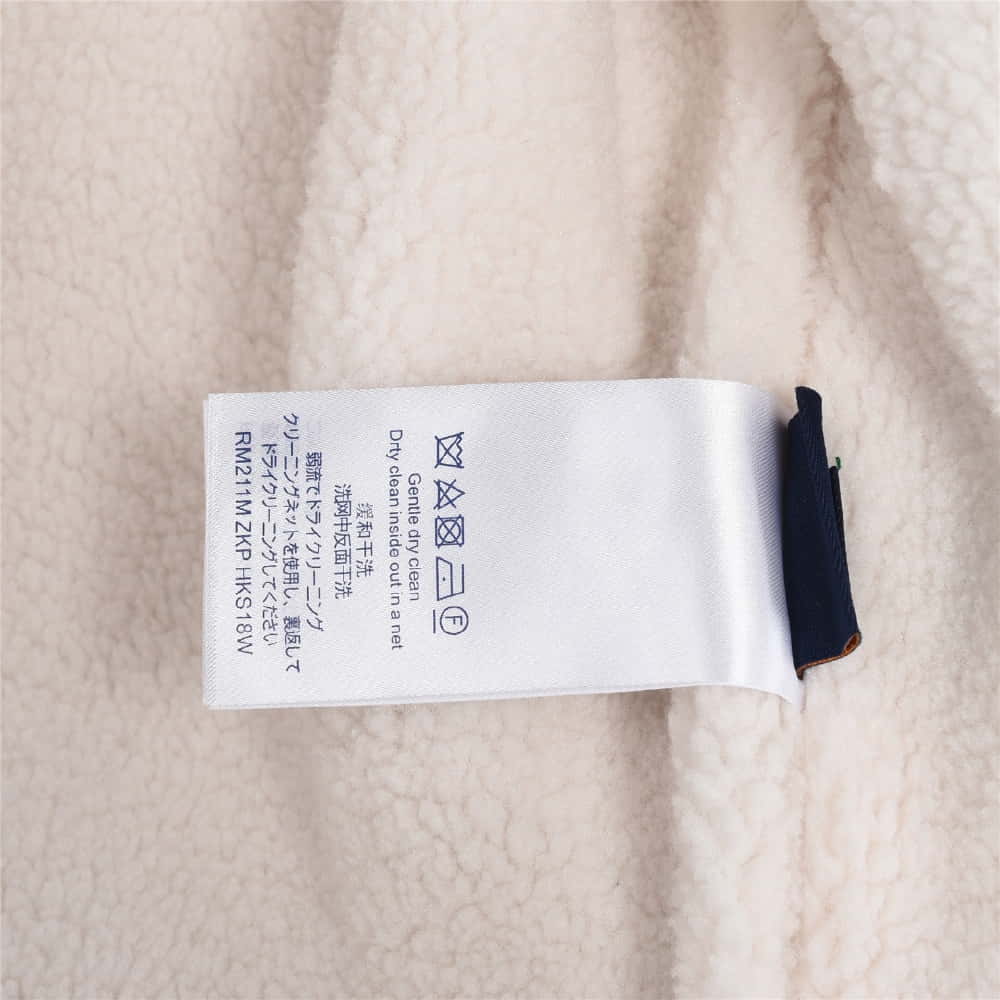 F
Gentle dry clean
Drty clean inside out in a net
缓和干洗
洗网中反面干洗
弱流でドライクリーニング
クリーニングネットを使用し、裏返して
ドライクリーニングしてください
RM211M ZKP HKS18W